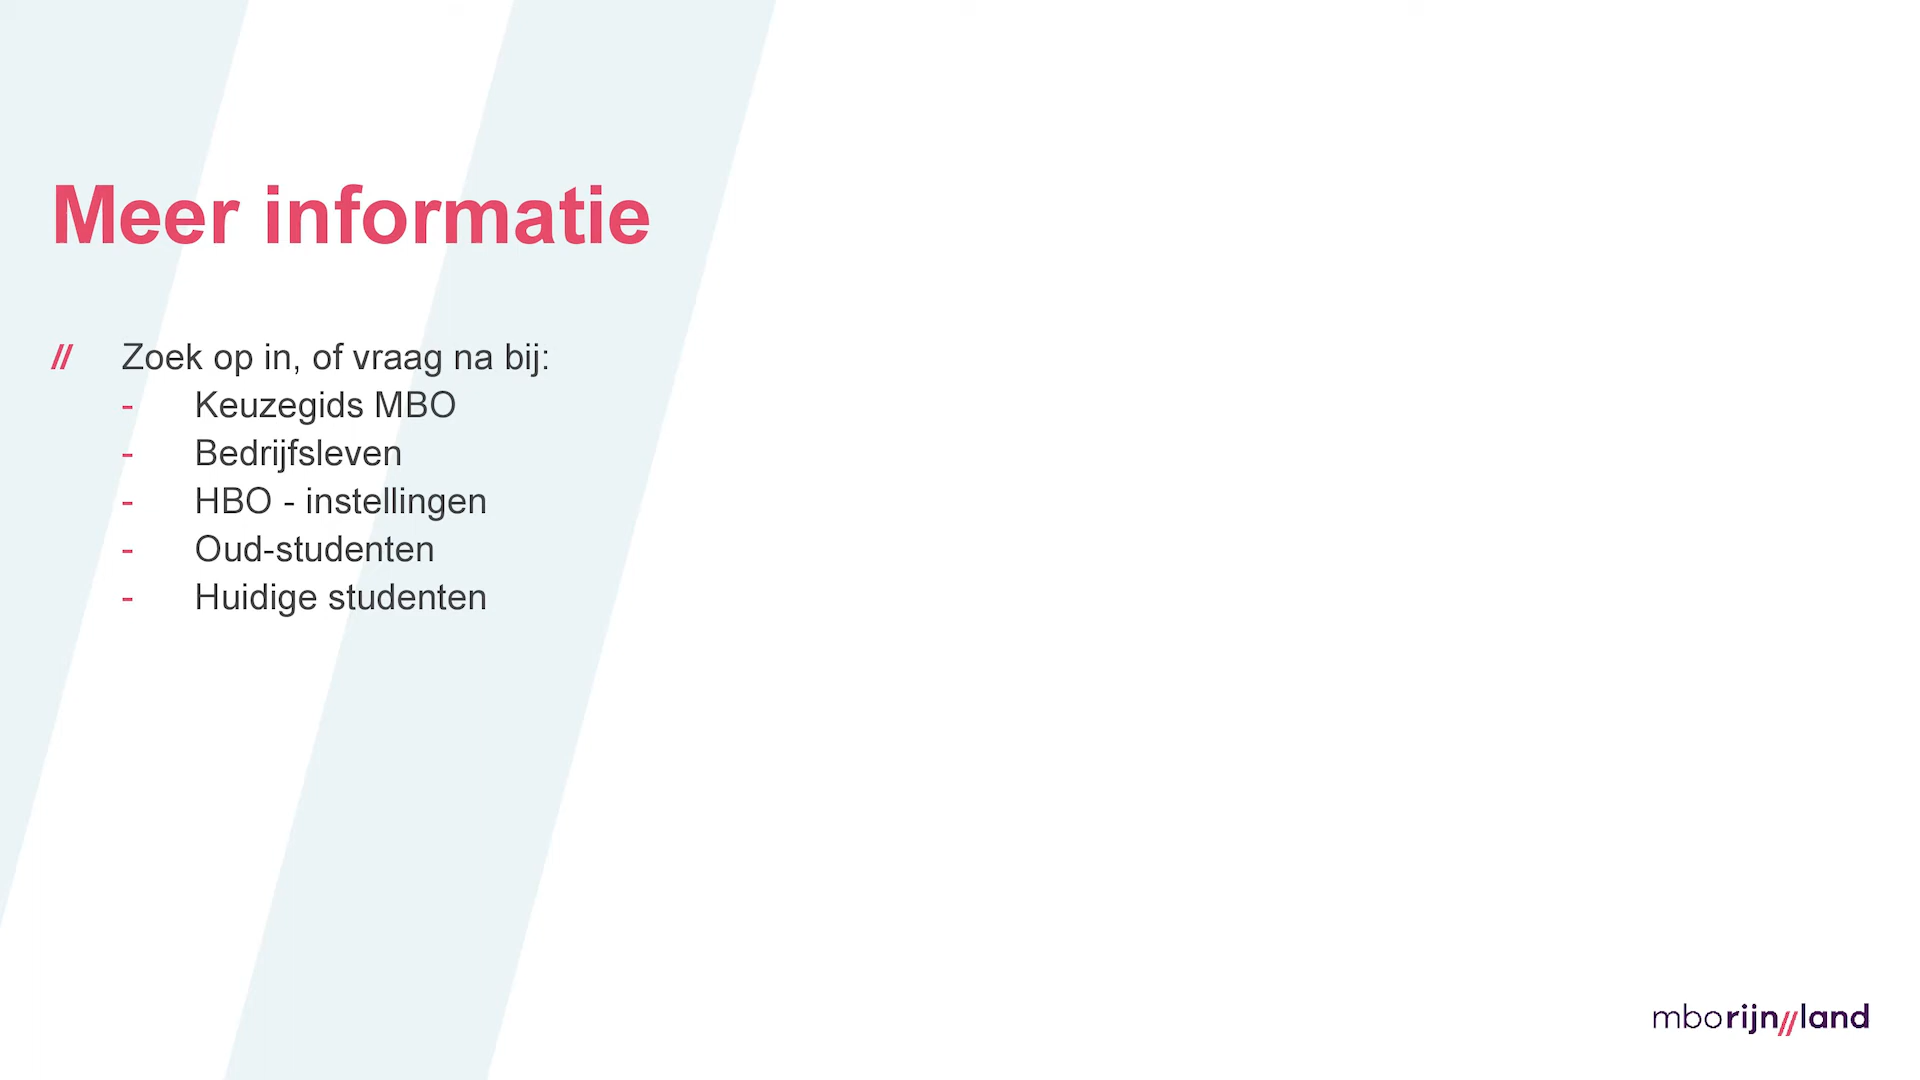 Meer informatie
// Zoek op in, of vraag na bij:
- Keuzegids MBO
- Bedrijfsleven
- HBO - instellingen
- Oud-studenten
- Huidige studenten
mborijn//land